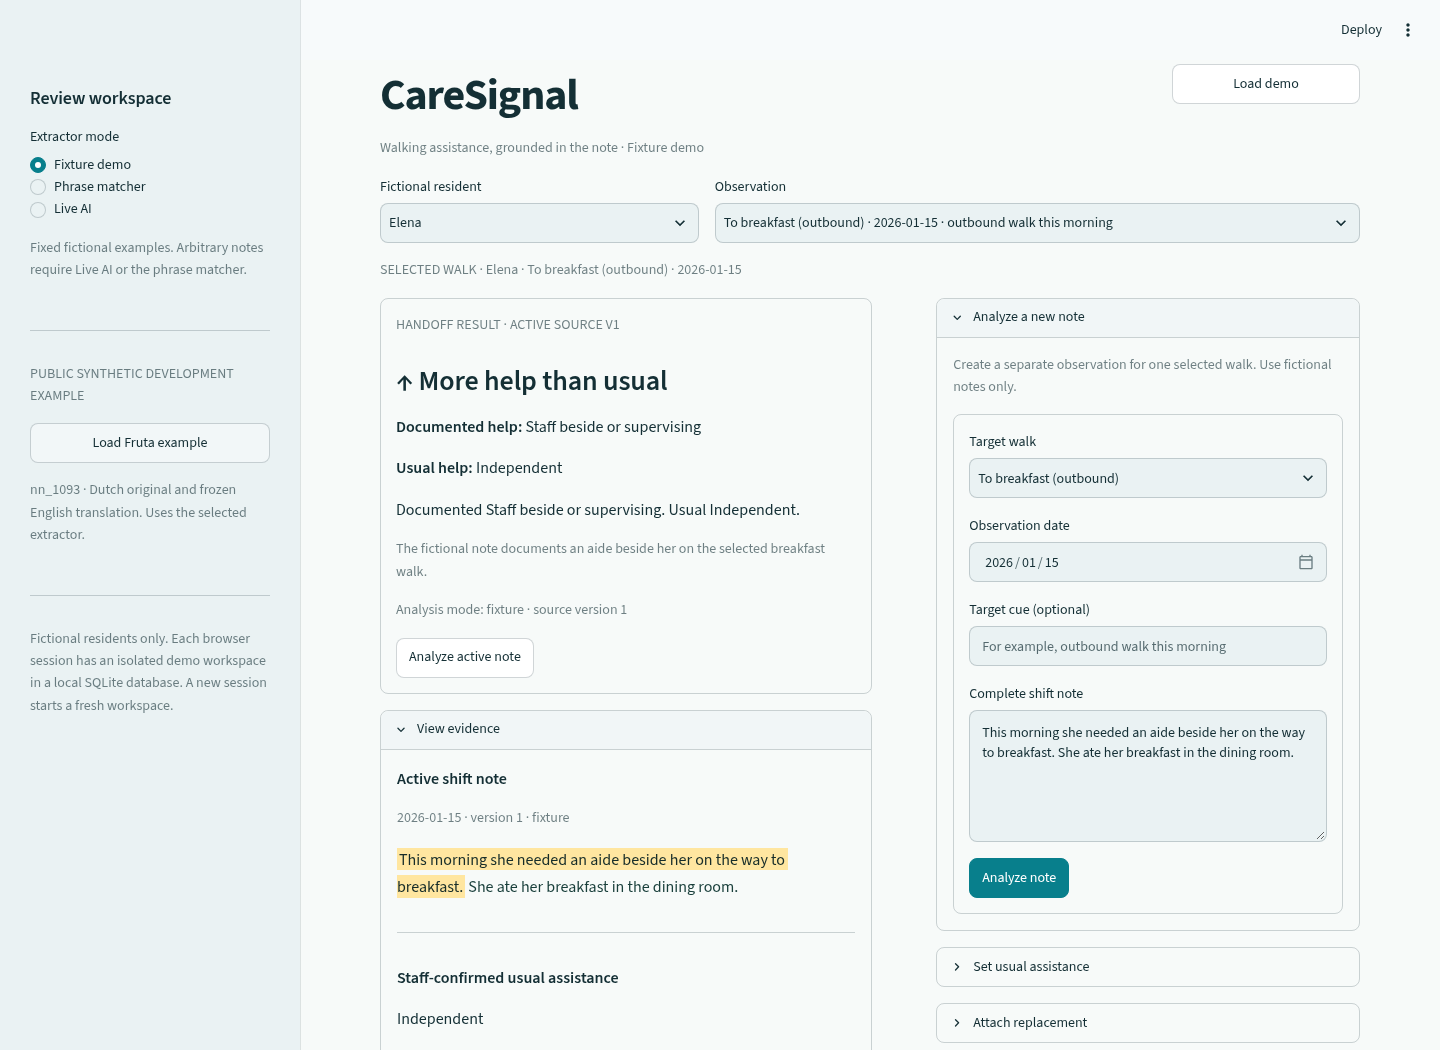 Deploy
Review workspace
Extractor mode
Fixture demo
Phrase matcher
Live AI
Fixed fictional examples. Arbitrary notes
require Live AI or the phrase matcher.
PUBLIC SYNTHETIC DEVELOPMENT
EXAMPLE
Load Fruta example
nn_1093 · Dutch original and frozen
English translation. Uses the selected
extractor.
Fictional residents only. Each browser
session has an isolated demo workspace
in a local SQLite database. A new session
starts a fresh workspace.
CareSignal
Load demo
Walking assistance, grounded in the note · Fixture demo
Fictional resident
Elena
Observation
To breakfast (outbound) · 2026-01-15 · outbound walk this morning
SELECTED WALK · Elena · To breakfast (outbound) · 2026-01-15
HANDOFF RESULT · ACTIVE SOURCE V1
↑ More help than usual
Documented help: Staff beside or supervising
Usual help: Independent
Documented Staff beside or supervising. Usual Independent.
The fictional note documents an aide beside her on the selected breakfast
walk.
Analysis mode: fixture · source version 1
Analyze active note
View evidence
Active shift note
2026-01-15 · version 1 · fixture
This morning she needed an aide beside her on the way to
breakfast. She ate her breakfast in the dining room.
Staff-confirmed usual assistance
Independent
Analyze a new note
Create a separate observation for one selected walk. Use fictional
notes only.
Target walk
To breakfast (outbound)
Observation date
2026/01/15
Target cue (optional)
For example, outbound walk this morning
Complete shift note
This morning she needed an aide beside her on the way
to breakfast. She ate her breakfast in the dining room.
Analyze note
Set usual assistance
Attach replacement